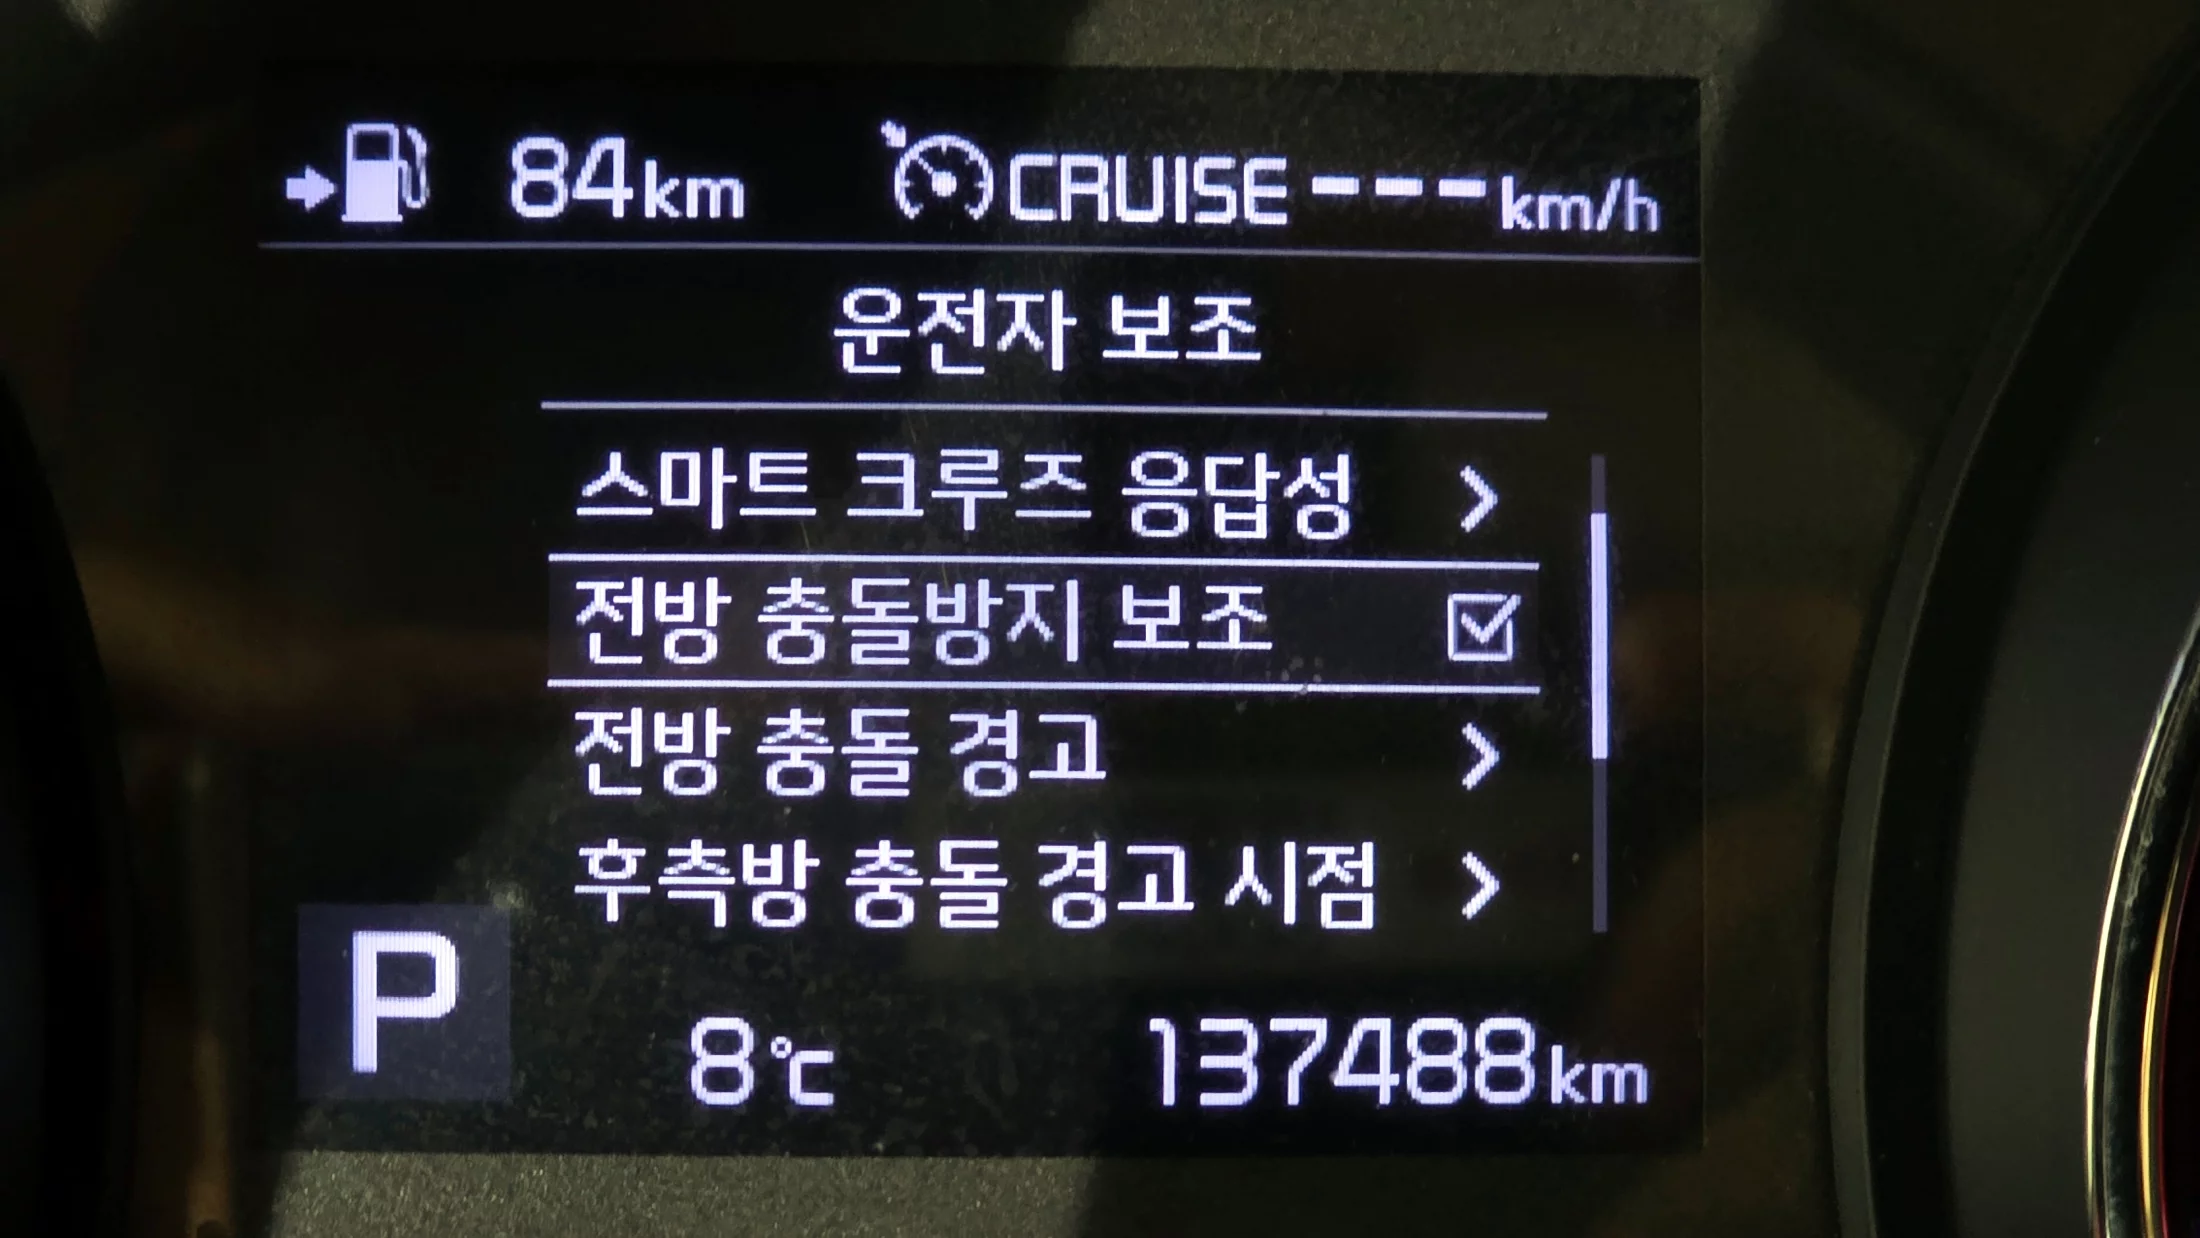 84km CRUISE ---km/h
운전자 보조
스마트 크루즈 응답성 >
전방 충돌방지 보조
전방 충돌 경고 >
후측방 충돌 경고 시점 >
P
8℃ 137488km